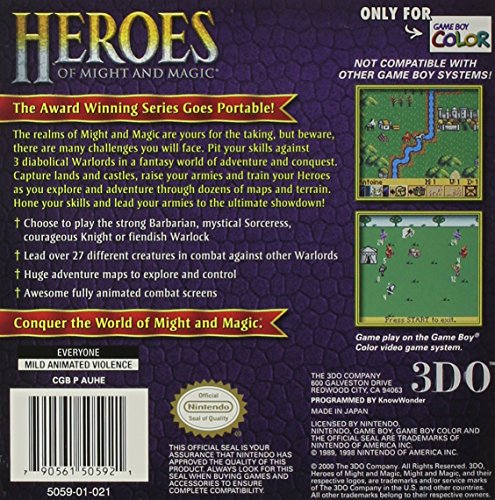 HEROES
OF MIGHT AND MAGIC®
ONLY FOR
GAME BOY
COLOR
NOT COMPATIBLE WITH
OTHER GAME BOY SYSTEMS!
The Award Winning Series Goes Portable!
The realms of Might and Magic are yours for the taking, but beware,
there are many challenges you will face. Pit your skills against
3 diabolical Warlords in a fantasy world of adventure and conquest.
Capture lands and castles, raise your armies and train your Heroes
as you explore and adventure through dozens of maps and terrain.
Hone your skills and lead your armies to the ultimate showdown!
† Choose to play the strong Barbarian, mystical Sorceress,
courageous Knight or fiendish Warlock
† Lead over 27 different creatures in combat against other Warlords
† Huge adventure maps to explore and control
† Awesome fully animated combat screens
Conquer the World of Might and Magic.
Press START to exit.
Game play on the Game Boy®
Color video game system.
EVERYONE
MILD ANIMATED VIOLENCE
CGB P AUHE
7 90561 50592 1
5059-01-021
Official
Nintendo
Seal of Quality
THIS OFFICIAL SEAL IS YOUR
ASSURANCE THAT NINTENDO
HAS APPROVED THE QUALITY
OF THIS PRODUCT. ALWAYS LOOK FOR
THIS SEAL WHEN BUYING GAMES AND
ACCESSORIES TO ENSURE COMPLETE
COMPATIBILITY.
THE 3DO COMPANY
600 GALVESTON DRIVE
REDWOOD CITY, CA 94063
PROGRAMMED BY KnowWonder
3DO
MADE IN JAPAN
LICENSED BY NINTENDO.
NINTENDO, GAME BOY, GAME BOY COLOR AND
THE OFFICIAL SEAL ARE TRADEMARKS OF
NINTENDO OF AMERICA INC.
© 1989, 1998 NINTENDO OF AMERICA INC.
© 2000 The 3DO Company. All Rights Reserved. 3DO,
Heroes of Might and Magic, Might and Magic, and their
respective logos, are trademarks and/or service marks
of The 3DO Company in the U.S. and other countries. All
other trademarks belong to their respective owners.